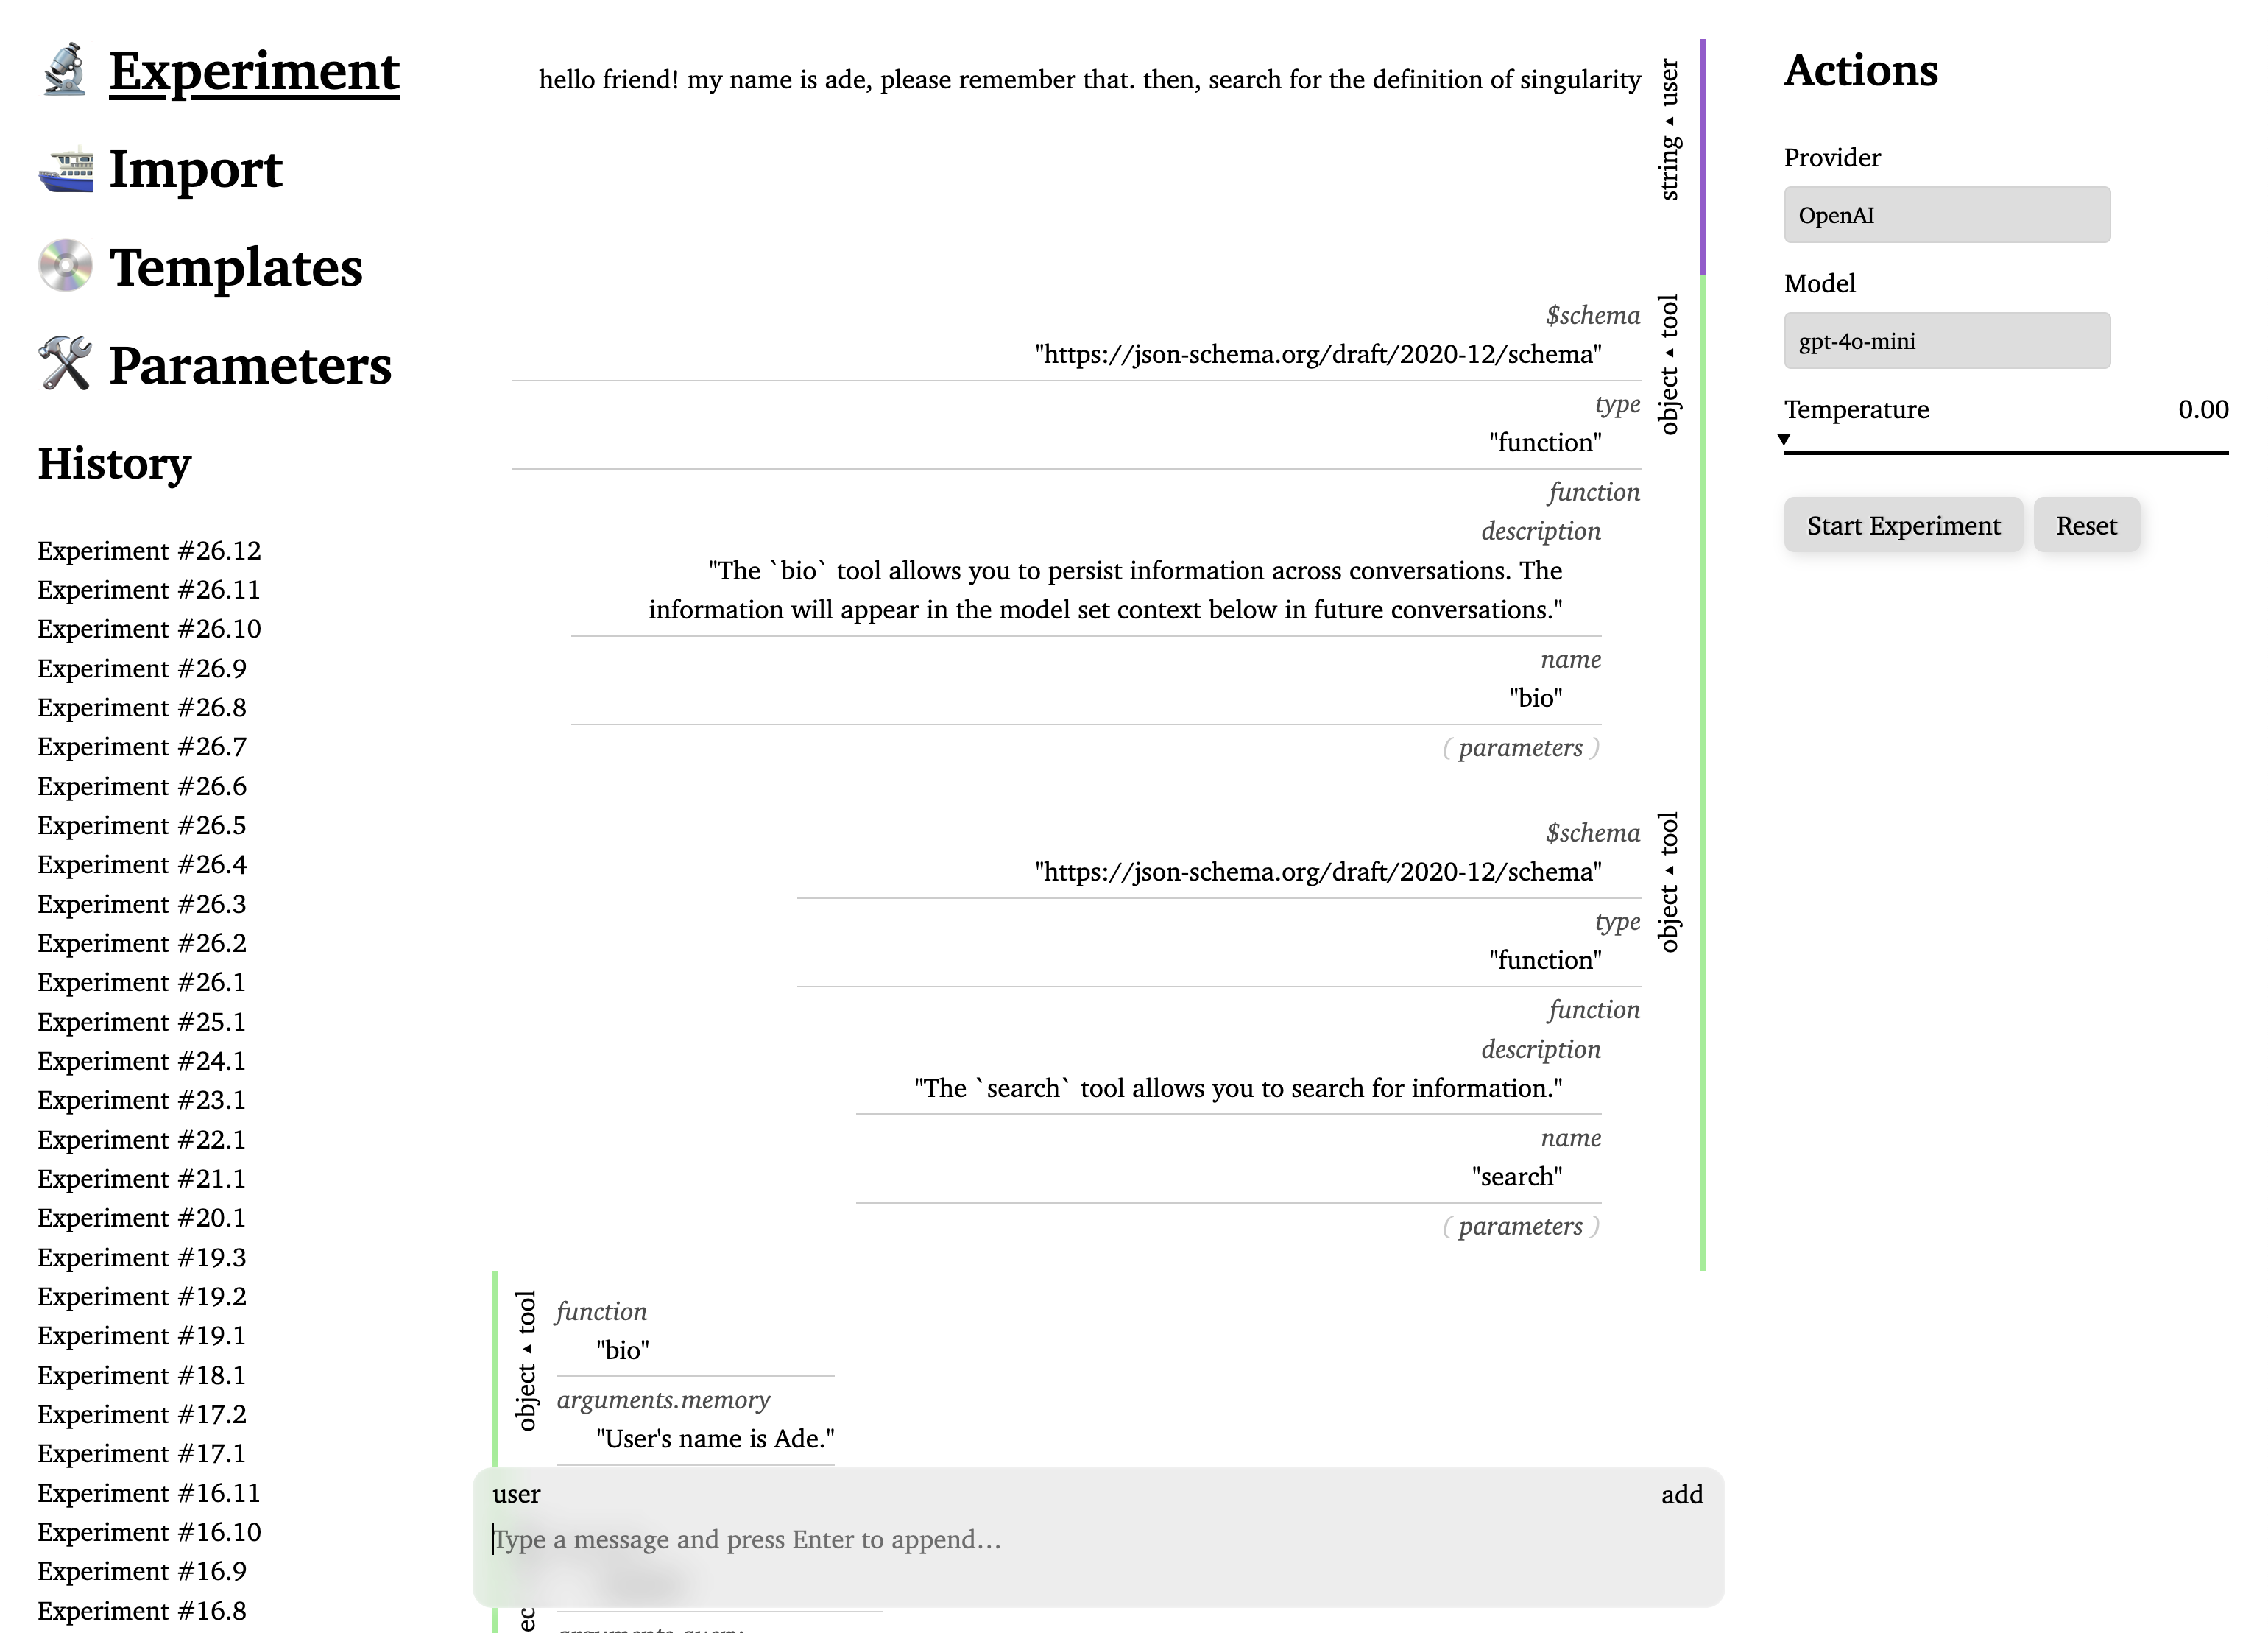 Experiment
Import
Templates
Parameters
History
Experiment #26.12
Experiment #26.11
Experiment #26.10
Experiment #26.9
Experiment #26.8
Experiment #26.7
Experiment #26.6
Experiment #26.5
Experiment #26.4
Experiment #26.3
Experiment #26.2
Experiment #26.1
Experiment #25.1
Experiment #24.1
Experiment #23.1
Experiment #22.1
Experiment #21.1
Experiment #20.1
Experiment #19.3
Experiment #19.2
Experiment #19.1
Experiment #18.1
Experiment #17.2
Experiment #17.1
Experiment #16.11
Experiment #16.10
Experiment #16.9
Experiment #16.8
hello friend! my name is ade, please remember that. then, search for the definition of singularity
string ▸ user
$schema
"https://json-schema.org/draft/2020-12/schema"
type
"function"
function
description
"The `bio` tool allows you to persist information across conversations. The
information will appear in the model set context below in future conversations."
name
"bio"
( parameters )
object ▸ tool
$schema
"https://json-schema.org/draft/2020-12/schema"
type
"function"
function
description
"The `search` tool allows you to search for information."
name
"search"
( parameters )
object ▸ tool
object ▸ tool
function
"bio"
arguments.memory
"User's name is Ade."
user
add
Type a message and press Enter to append…
arguments.query
Actions
Provider
OpenAI
Model
gpt-4o-mini
Temperature
0.00
Start Experiment
Reset